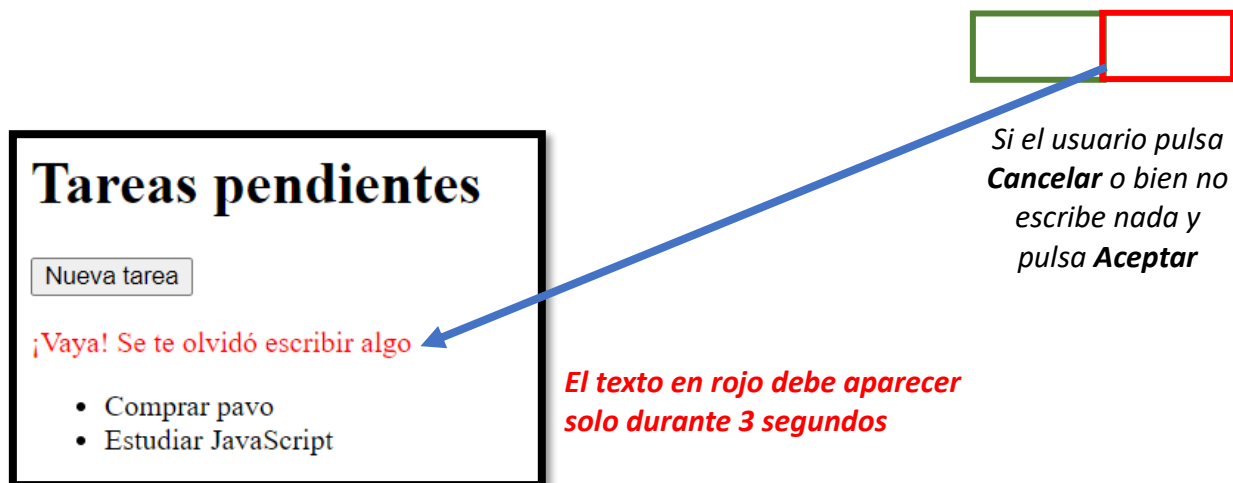 Si el usuario pulsa
Cancelar o bien no
escribe nada y
pulsa Aceptar
Tareas pendientes
Nueva tarea
¡Vaya! Se te olvidó escribir algo
• Comprar pavo
• Estudiar JavaScript
El texto en rojo debe aparecer
solo durante 3 segundos